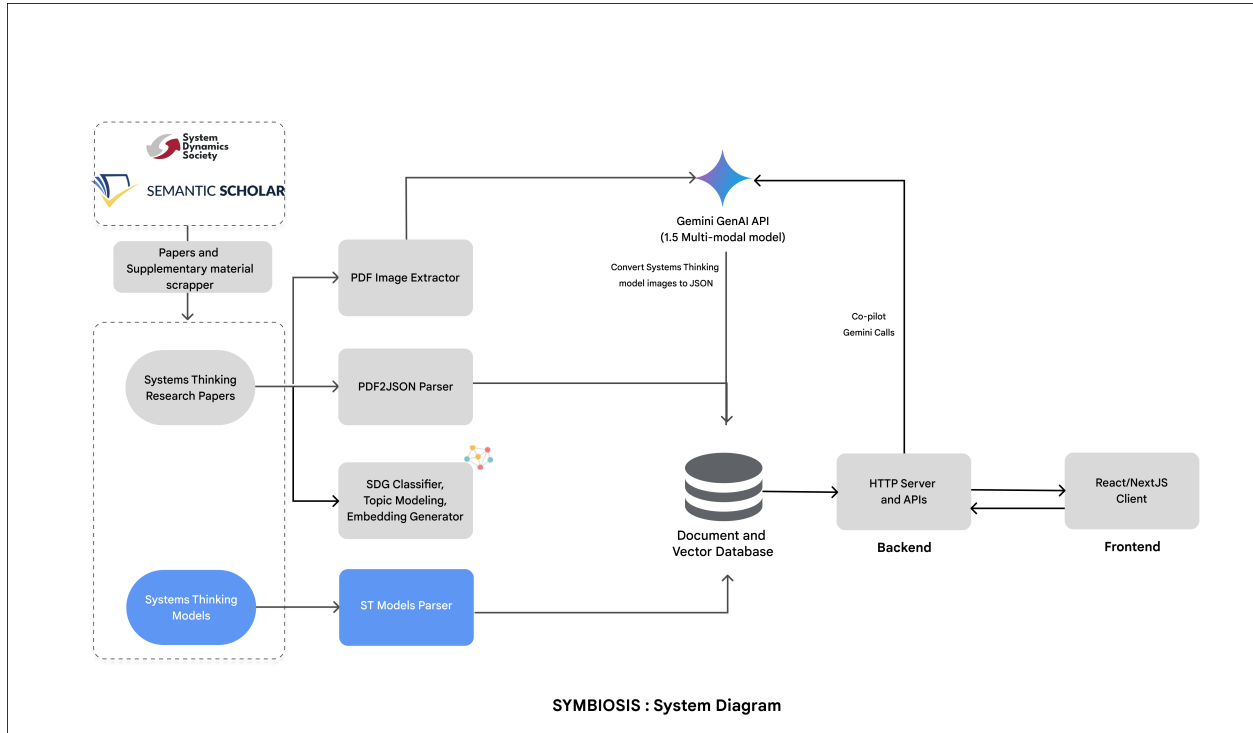 System
Dynamics
Society
SEMANTIC SCHOLAR
Papers and
Supplementary material
scrapper
Systems Thinking
Research Papers
Systems Thinking
Models
PDF Image Extractor
PDF2JSON Parser
SDG Classifier,
Topic Modeling,
Embedding Generator
ST Models Parser
Gemini GenAI API
(1.5 Multi-modal model)
Convert Systems Thinking
model images to JSON
Co-pilot
Gemini Calls
Document and
Vector Database
HTTP Server
and APIs
Backend
React/NextJS
Client
Frontend
SYMBIOSIS : System Diagram